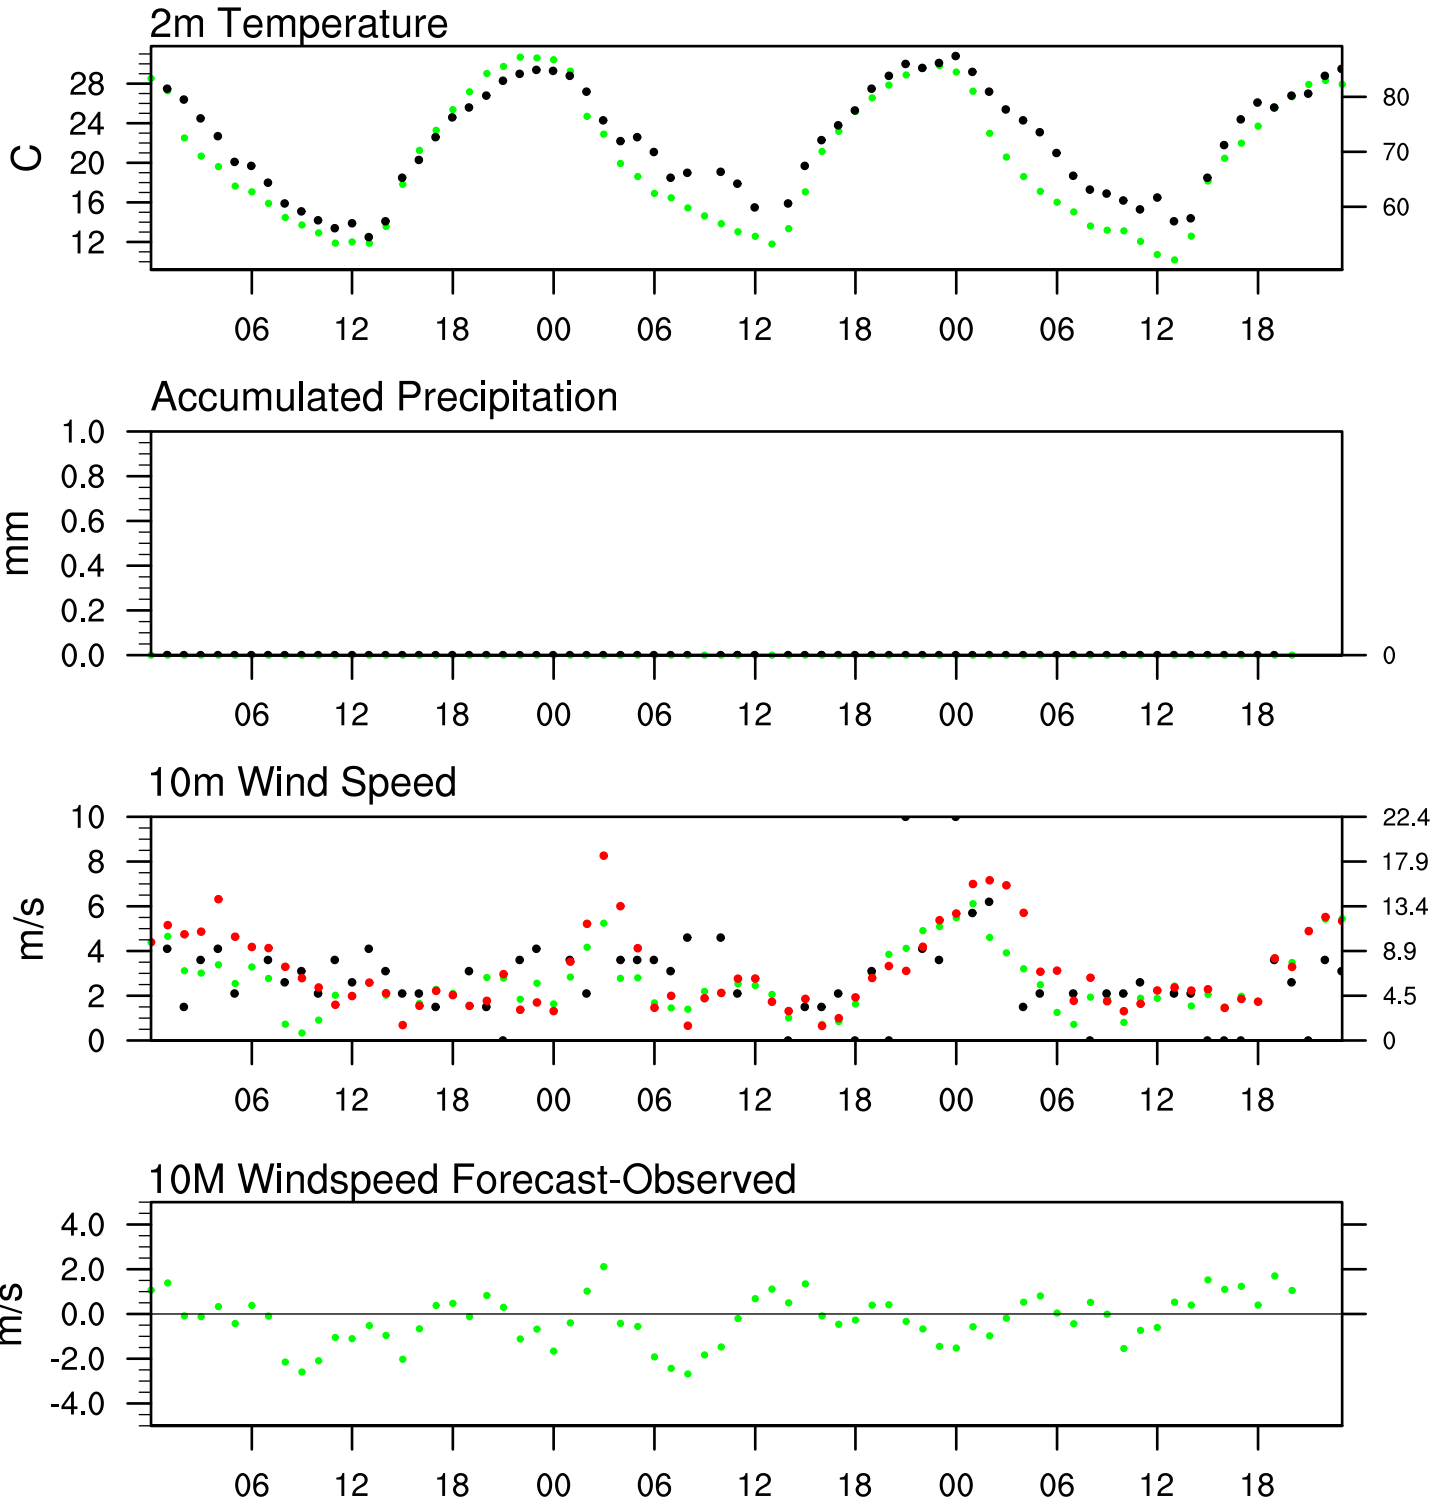 2m Temperature
28
24
20
16
12
C
80
70
60
06 12 18 00 06 12 18 00 06 12 18
Accumulated Precipitation
1.0
0.8
0.6
0.4
0.2
0.0
mm
0
06 12 18 00 06 12 18 00 06 12 18
10m Wind Speed
10
8
6
4
2
0
m/s
22.4
17.9
13.4
8.9
4.5
0
06 12 18 00 06 12 18 00 06 12 18
10M Windspeed Forecast-Observed
4.0
2.0
0.0
-2.0
-4.0
m/s
06 12 18 00 06 12 18 00 06 12 18